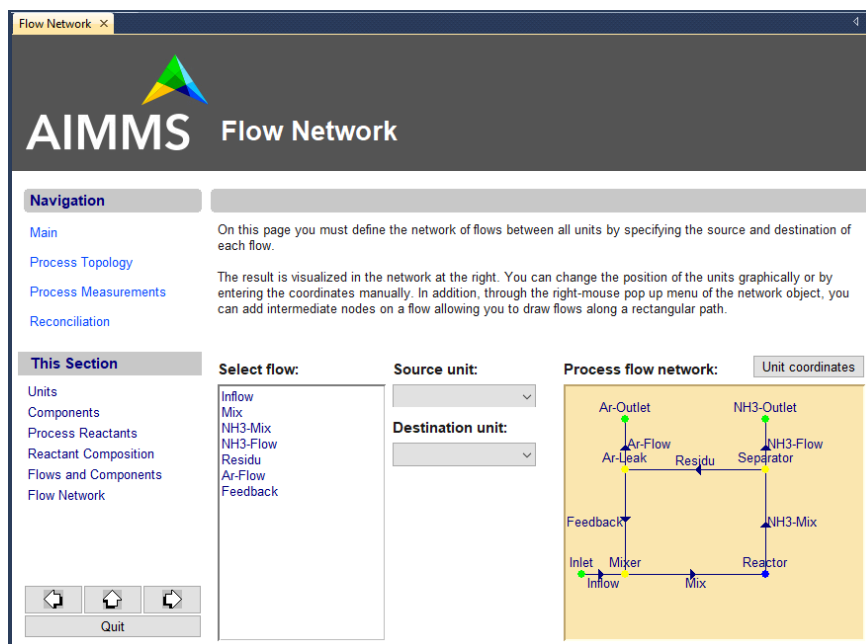 Flow Network
AIMMS
Flow Network
Navigation
Main
Process Topology
Process Measurements
Reconciliation
On this page you must define the network of flows between all units by specifying the source and destination of
each flow.
The result is visualized in the network at the right. You can change the position of the units graphically or by
entering the coordinates manually. In addition, through the right-mouse pop up menu of the network object, you
can add intermediate nodes on a flow allowing you to draw flows along a rectangular path.
This Section
Units
Components
Process Reactants
Reactant Composition
Flows and Components
Flow Network
Quit
Select flow:
Inflow
Mix
NH3-Mix
NH3-Flow
Residu
Ar-Flow
Feedback
Source unit:
Destination unit:
Process flow network:
Unit coordinates
Ar-Outlet
NH3-Outlet
Ar-Flow
NH3-Flow
Ar-Leak
Residu
Separator
Feedback
NH3-Mix
Inlet
Mixer
Reactor
Inflow
Mix